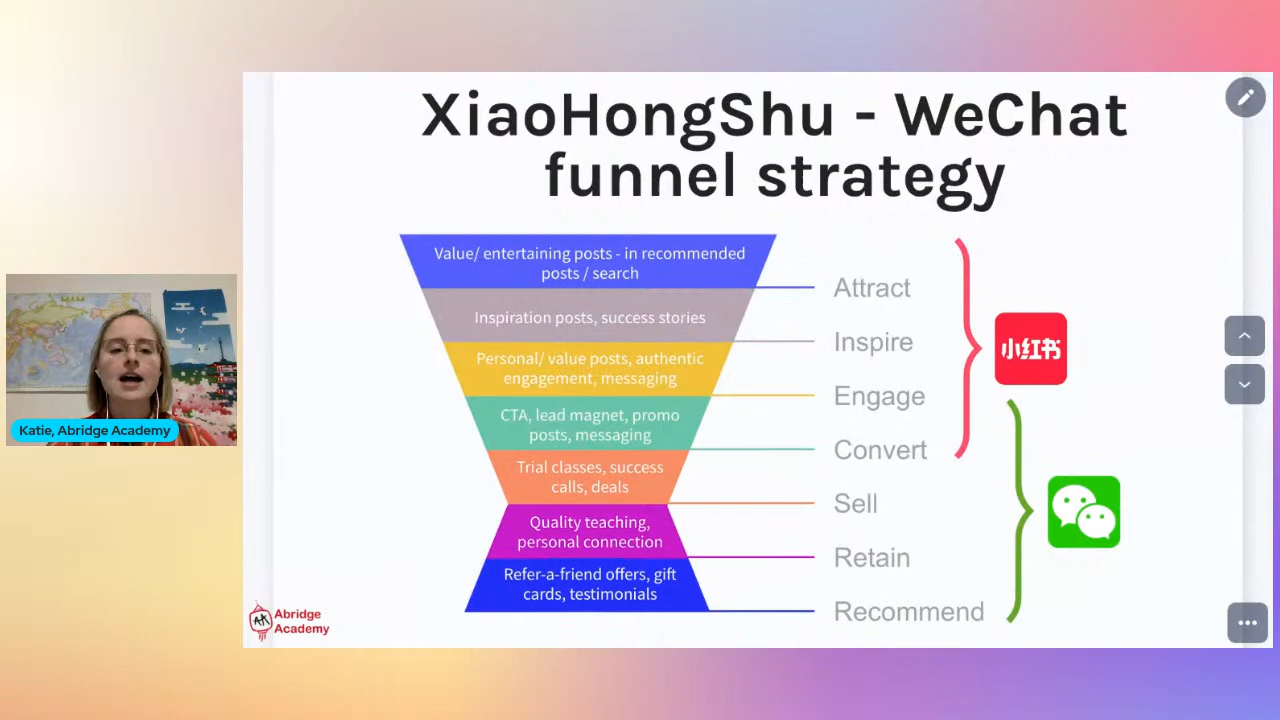 XiaoHongShu - WeChat
funnel strategy
Value/ entertaining posts - in recommended
posts / search
Attract
Inspiration posts, success stories
Inspire
Personal/ value posts, authentic
engagement, messaging
Engage
CTA, lead magnet, promo
posts, messaging
Convert
Trial classes, success
calls, deals
Sell
Quality teaching,
personal connection
Retain
Refer-a-friend offers, gift
cards, testimonials
Recommend
小红书
Katie, Abridge Academy
AK
Abridge
Academy